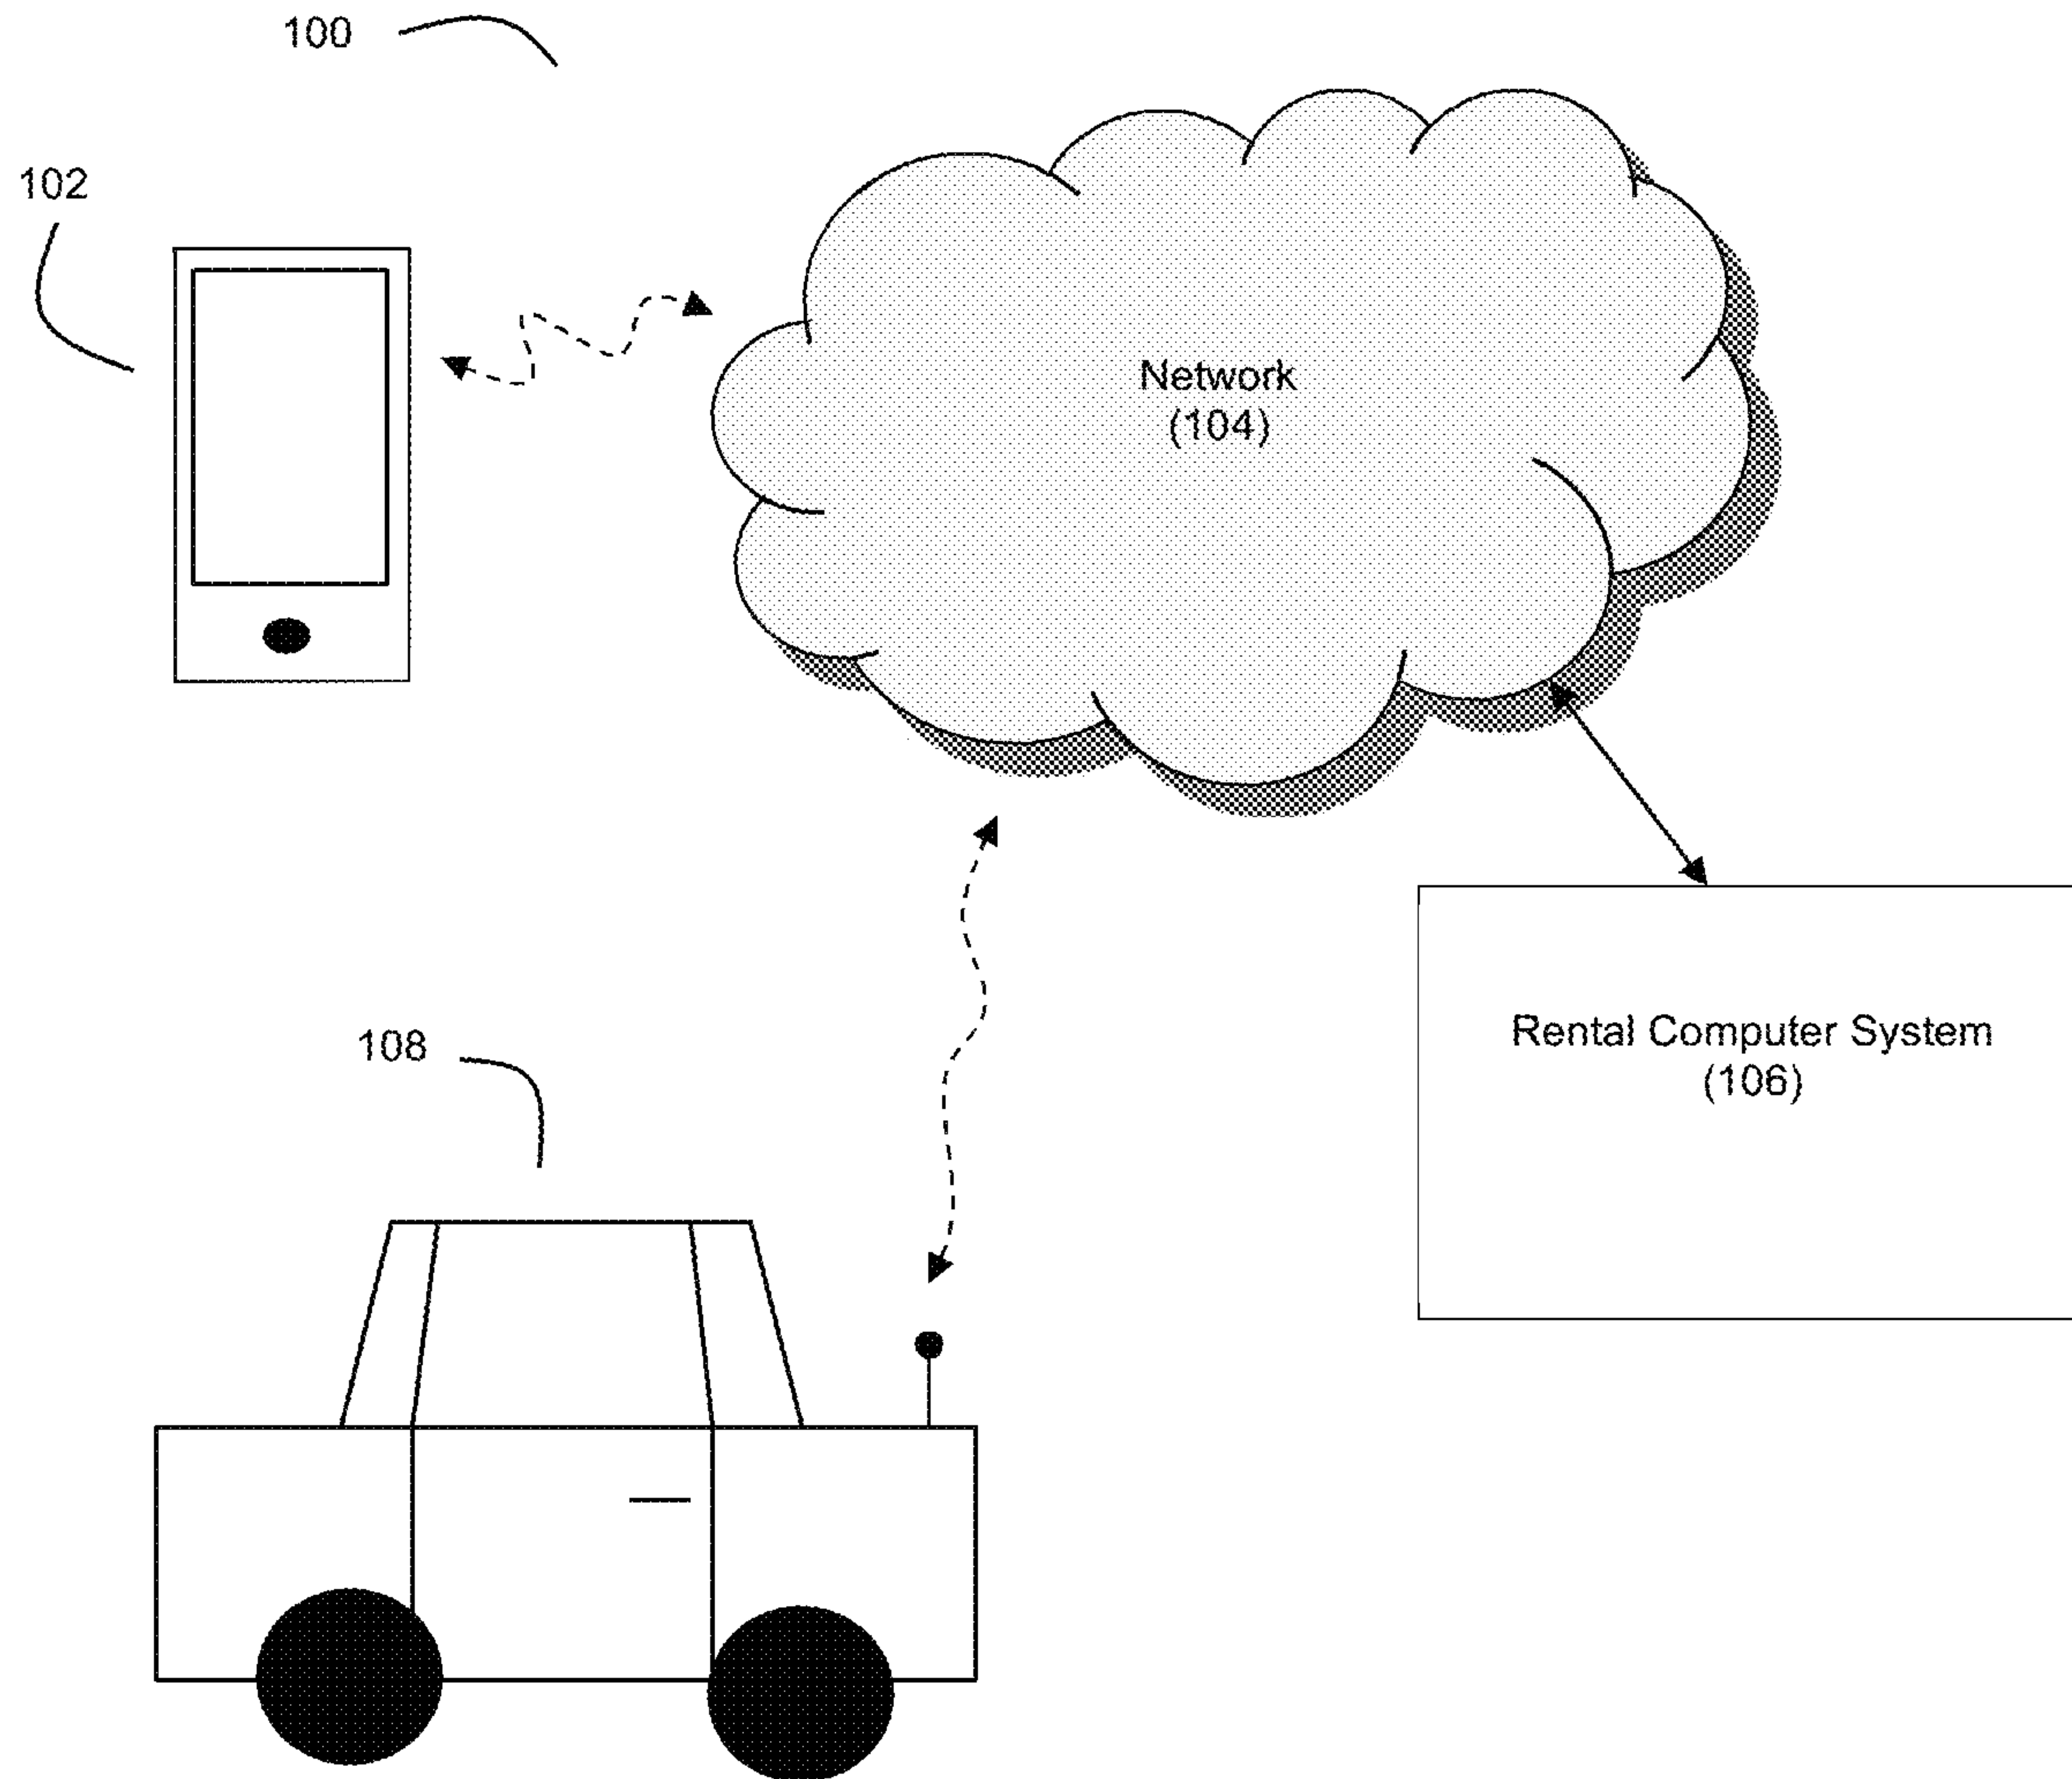 100
102
Network
(104)
108
Rental Computer System
(106)